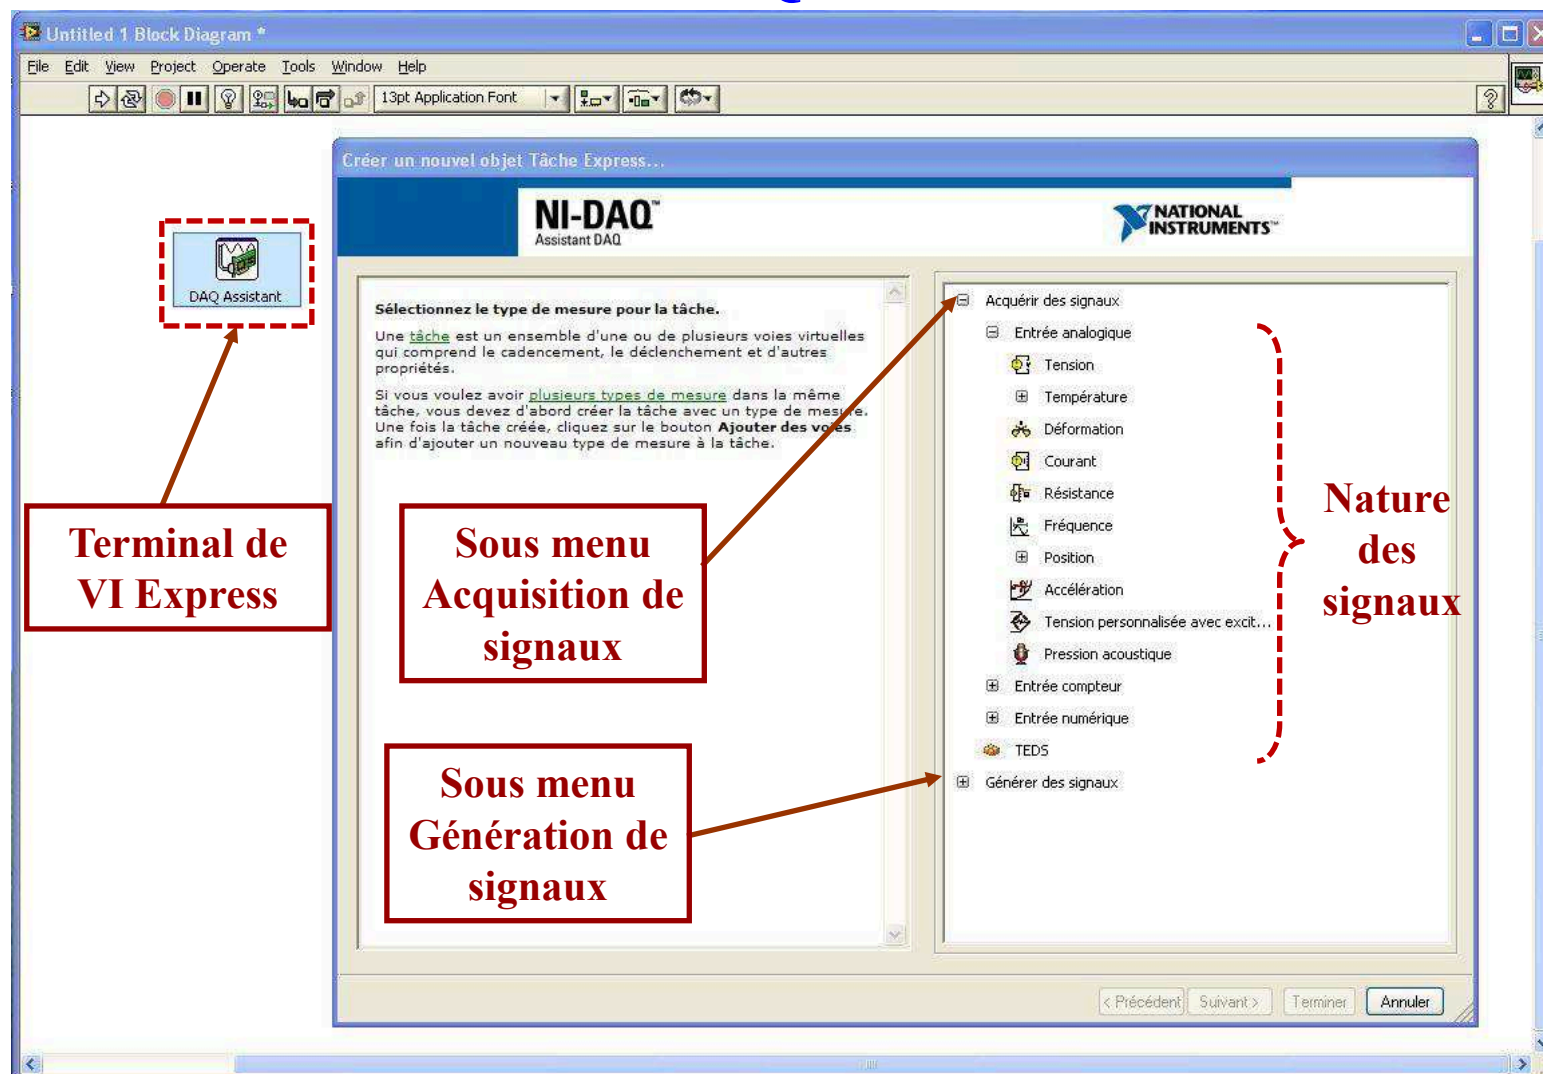 Untitled 1 Block Diagram *
File Edit View Project Operate Tools Window Help
13pt Application Font
Créer un nouvel objet Tâche Express...
NI-DAQ™
Assistant DAQ
NATIONAL
INSTRUMENTS™
DAQ Assistant
Sélectionnez le type de mesure pour la tâche.
Une tâche est un ensemble d'une ou de plusieurs voies virtuelles
qui comprend le cadencement, le déclenchement et d'autres
propriétés.
Si vous voulez avoir plusieurs types de mesure dans la même
tâche, vous devez d'abord créer la tâche avec un type de mesure.
Une fois la tâche créée, cliquez sur le bouton Ajouter des voies
afin d'ajouter un nouveau type de mesure à la tâche.
Acquérir des signaux
Entrée analogique
Tension
Température
Déformation
Courant
Résistance
Fréquence
Position
Accélération
Tension personnalisée avec excit...
Pression acoustique
Entrée compteur
Entrée numérique
TEDS
Générer des signaux
Terminal de
VI Express
Sous menu
Acquisition de
signaux
Sous menu
Génération de
signaux
Nature
des
signaux
< Précédent Suivant > Terminer Annuler